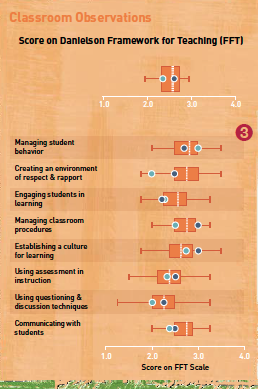 Classroom Observations
Score on Danielson Framework for Teaching (FFT)
1.0 2.0 3.0 4.0
3
Managing student
behavior
Creating an environment
of respect & rapport
Engaging students in
learning
Managing classroom
procedures
Establishing a culture
for learning
Using assessment in
instruction
Using questioning &
discussion techniques
Communicating with
students
1.0 2.0 3.0 4.0
Score on FFT Scale